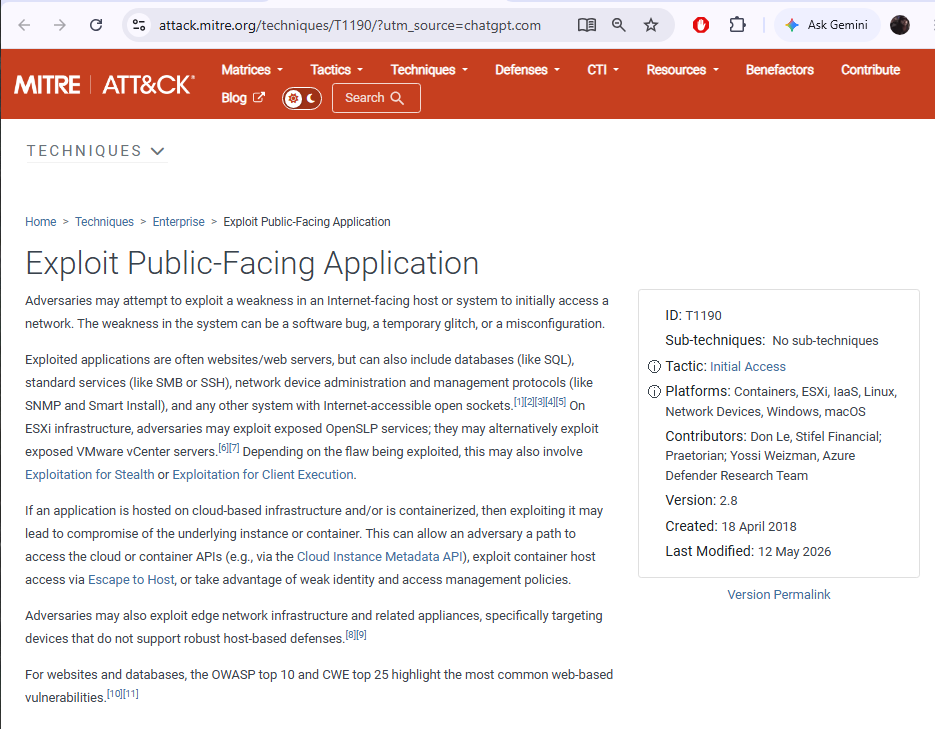 attack.mitre.org/techniques/T1190/?utm_source=chatgpt.com
Ask Gemini
MITRE | ATT&CK®
Matrices
Tactics
Techniques
Defenses
CTI
Resources
Benefactors
Contribute
Blog
Search
TECHNIQUES
Home > Techniques > Enterprise > Exploit Public-Facing Application
Exploit Public-Facing Application
Adversaries may attempt to exploit a weakness in an Internet-facing host or system to initially access a
network. The weakness in the system can be a software bug, a temporary glitch, or a misconfiguration.
Exploited applications are often websites/web servers, but can also include databases (like SQL),
standard services (like SMB or SSH), network device administration and management protocols (like
SNMP and Smart Install), and any other system with Internet-accessible open sockets.[1][2][3][4][5] On
ESXi infrastructure, adversaries may exploit exposed OpenSLP services; they may alternatively exploit
exposed VMware vCenter servers.[6][7] Depending on the flaw being exploited, this may also involve
Exploitation for Stealth or Exploitation for Client Execution.
If an application is hosted on cloud-based infrastructure and/or is containerized, then exploiting it may
lead to compromise of the underlying instance or container. This can allow an adversary a path to
access the cloud or container APIs (e.g., via the Cloud Instance Metadata API), exploit container host
access via Escape to Host, or take advantage of weak identity and access management policies.
Adversaries may also exploit edge network infrastructure and related appliances, specifically targeting
devices that do not support robust host-based defenses.[8][9]
For websites and databases, the OWASP top 10 and CWE top 25 highlight the most common web-based
vulnerabilities.[10][11]
ID: T1190
Sub-techniques: No sub-techniques
Tactic: Initial Access
Platforms: Containers, ESXi, IaaS, Linux,
Network Devices, Windows, macOS
Contributors: Don Le, Stifel Financial;
Praetorian; Yossi Weizman, Azure
Defender Research Team
Version: 2.8
Created: 18 April 2018
Last Modified: 12 May 2026
Version Permalink